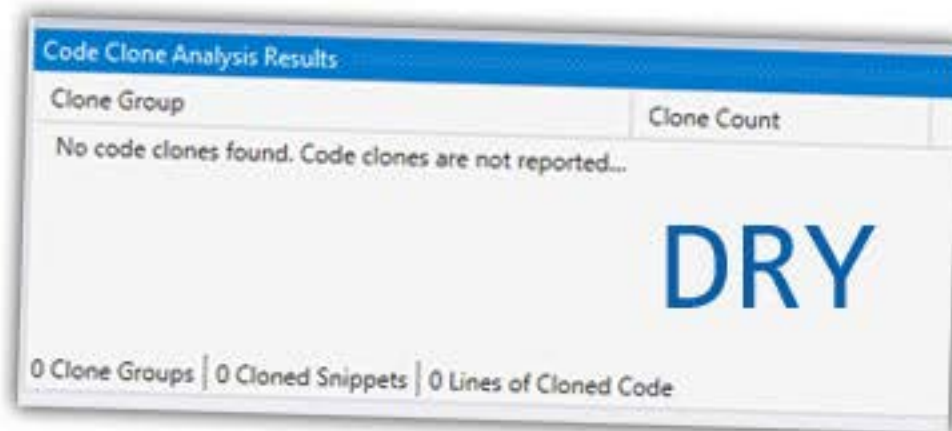 Code Clone Analysis Results
Clone Group Clone Count
No code clones found. Code clones are not reported...
DRY
0 Clone Groups | 0 Cloned Snippets | 0 Lines of Cloned Code